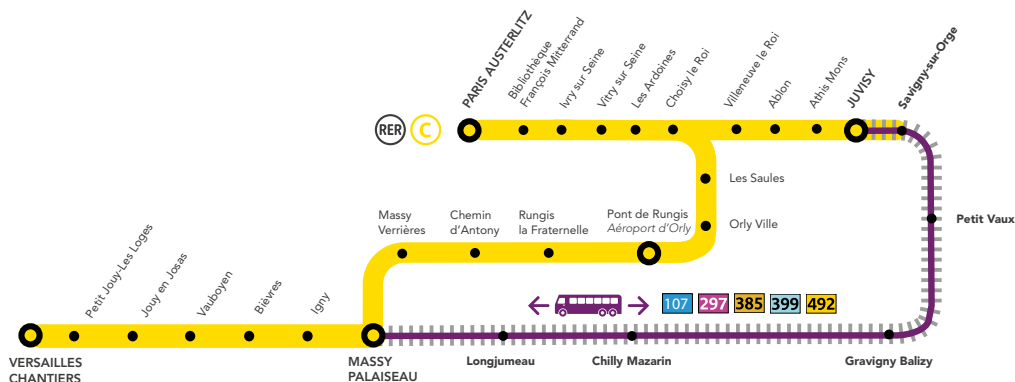 PARIS AUSTERLITZ
Bibliothèque
François Mitterrand
Ivry sur Seine
Vitry sur Seine
Les Ardoines
Choisy le Roi
Villeneuve le Roi
Ablon
Athis Mons
JUVISY
Savigny-sur-Orge
RER C
Les Saules
Petit Vaux
Massy
Verrières
Chemin
d'Antony
Rungis
la Fraternelle
Pont de Rungis
Aéroport d'Orly
Orly Ville
Petit Jouy-Les-Loges
Jouy en Josas
Vauboyen
Bièvres
Igny
107 297 385 399 492
VERSAILLES
CHANTIERS
MASSY
PALAISEAU
Longjumeau
Chilly Mazarin
Gravigny Balizy